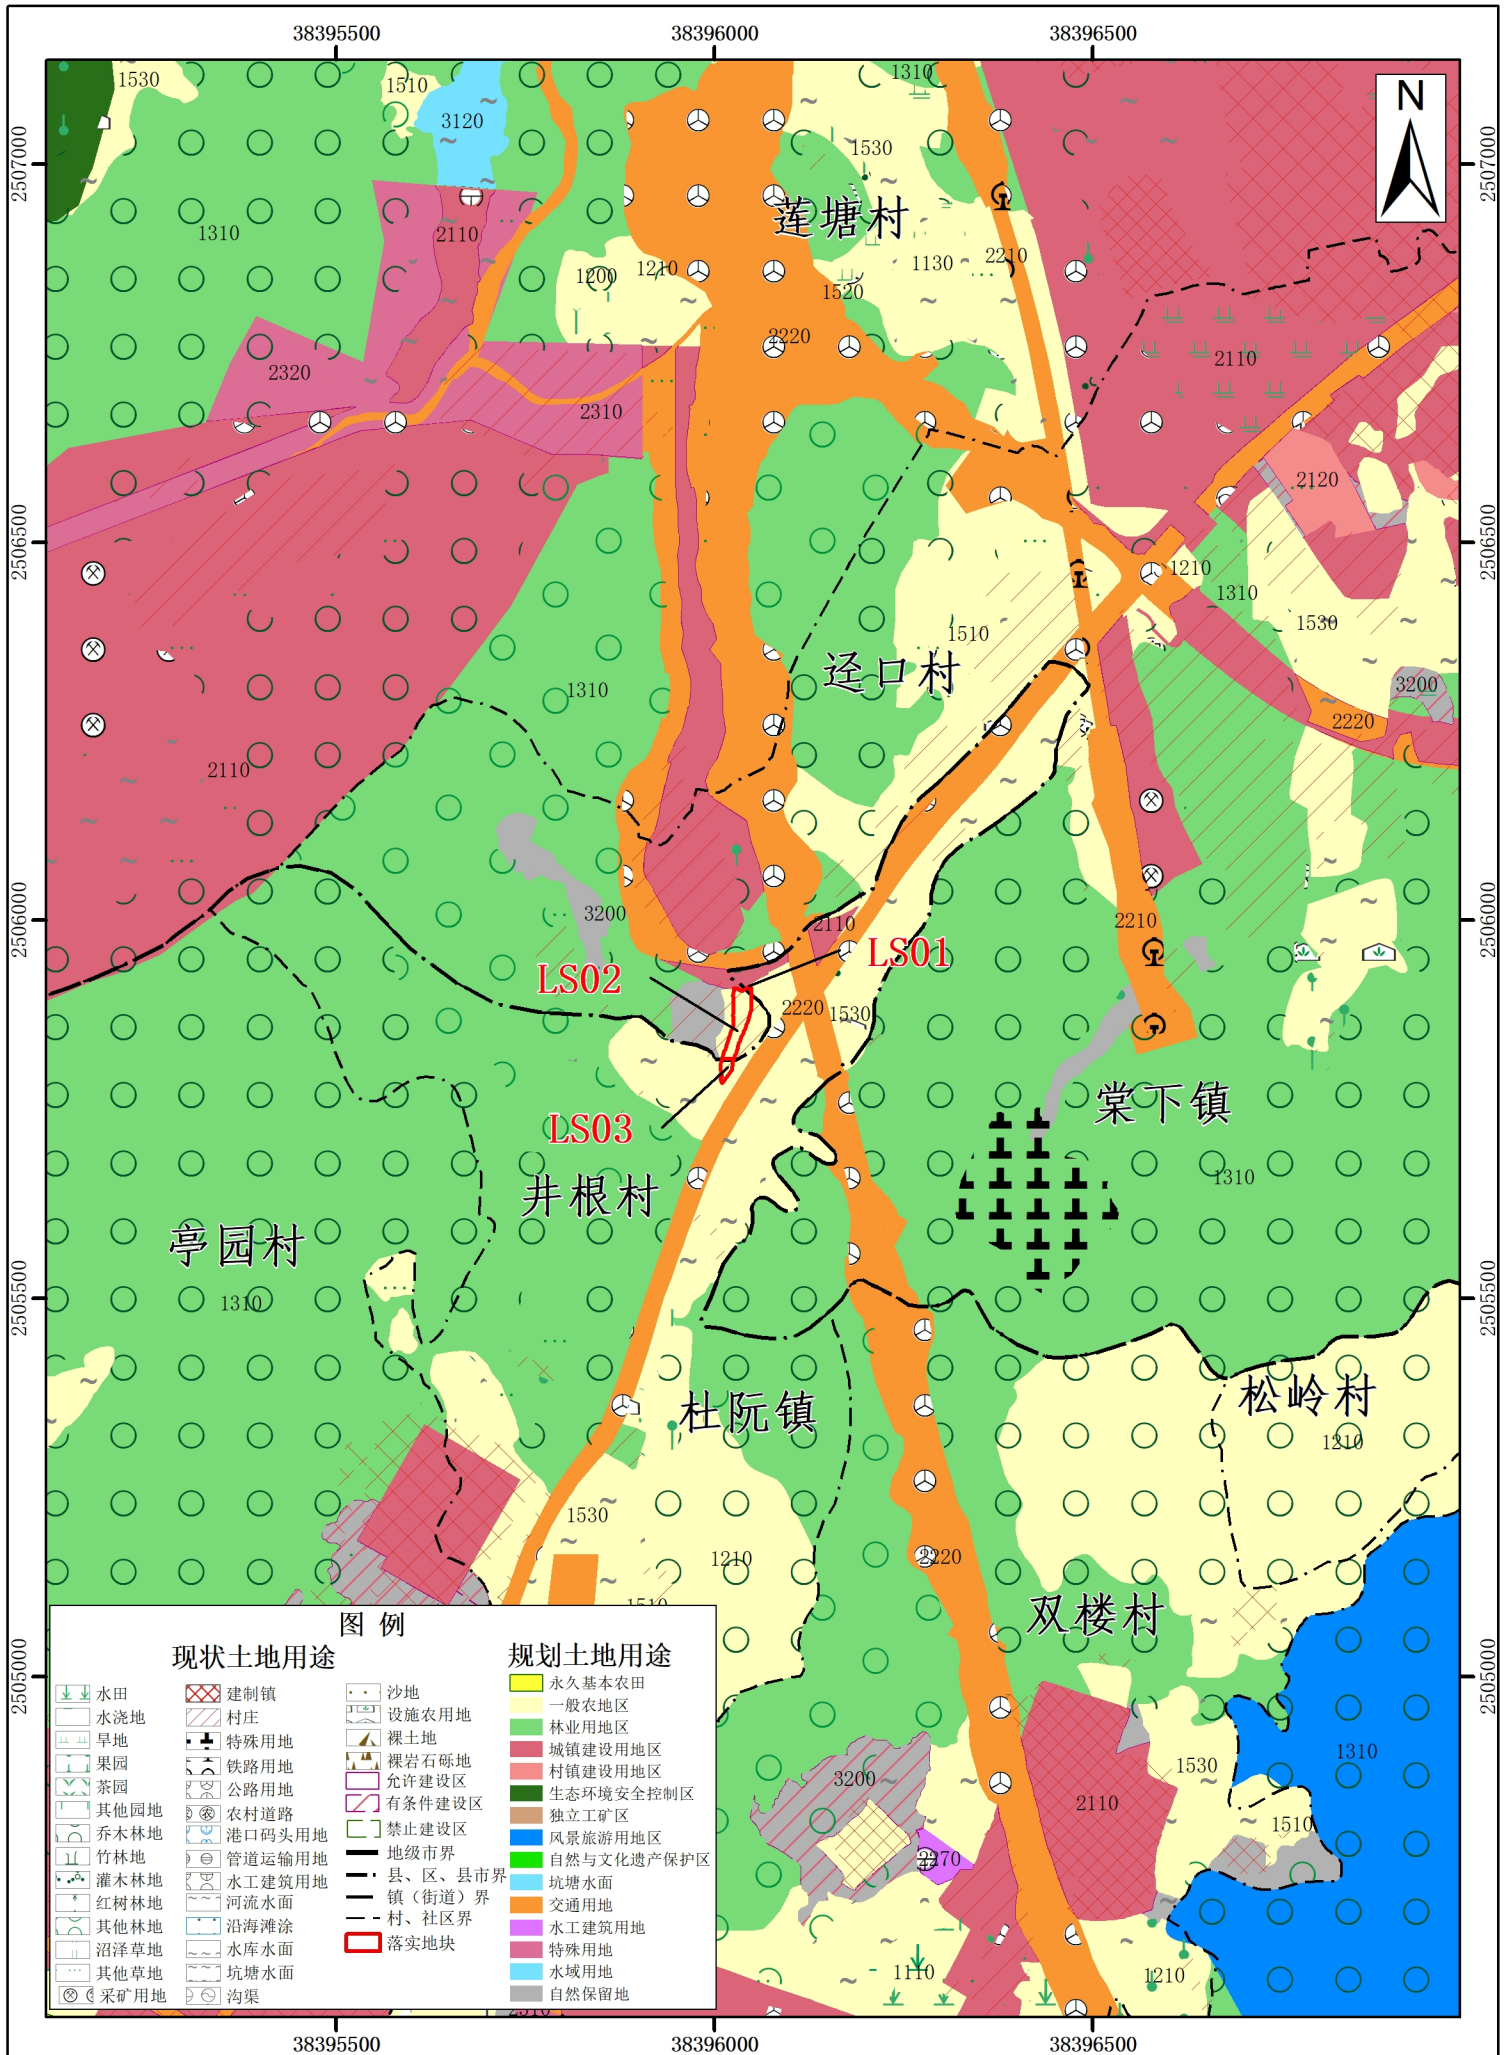 38395500 38396000 38396500
N
1530 1510 1310
3120
2507000 1530 2507000
1310 2110 莲塘村
1200 1210 1130 2210
1520
2220 2110
2320
2310
2120
2506500 2506500
1210
1310
1510 1530
迳口村
1310 3200
2220
2110
3200 2110 2210
2506000 2506000
LS01
LS02
2220 1530
LS03
棠下镇
1310
井根村
亭园村
1310
2505500 2505500
杜阮镇 松岭村
1210
1530
1210 2220
1510
双楼村
2505000 2505000
1310
1530
3200 2110
1510
2270
1110 1210
2310
图 例
现状土地用途
水田
水浇地
旱地
果园
茶园
其他园地
乔木林地
竹林地
灌木林地
红树林地
其他林地
沼泽草地
其他草地
采矿用地
建制镇
村庄
特殊用地
铁路用地
公路用地
农村道路
港口码头用地
管道运输用地
水工建筑用地
河流水面
沿海滩涂
水库水面
坑塘水面
沟渠
沙地
设施农用地
裸土地
裸岩石砾地
允许建设区
有条件建设区
禁止建设区
地级市界
县、区、县市界
镇（街道）界
村、社区界
落实地块
规划土地用途
永久基本农田
一般农地区
林业用地区
城镇建设用地区
村镇建设用地区
生态环境安全控制区
独立工矿区
风景旅游用地区
自然与文化遗产保护区
坑塘水面
交通用地
水工建筑用地
特殊用地
水域用地
自然保留地
38395500 38396000 38396500